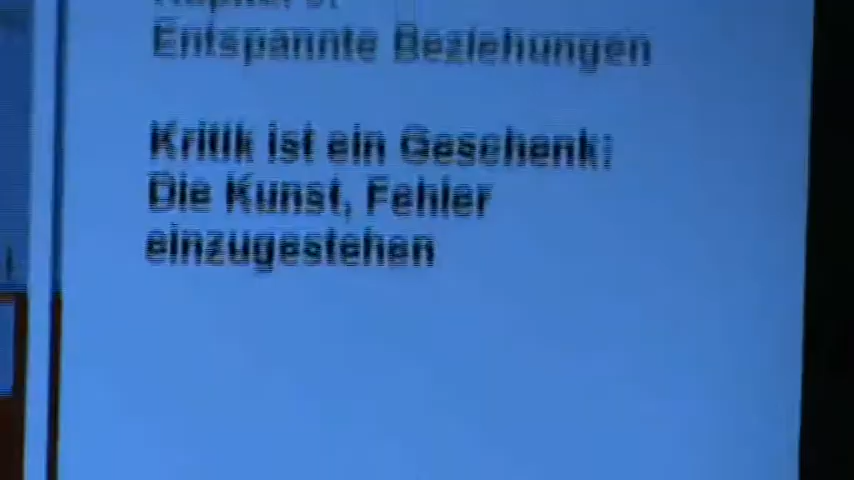 Entspannte Beziehungen
Kritik ist ein Geschenk:
Die Kunst, Fehler
einzugestehen